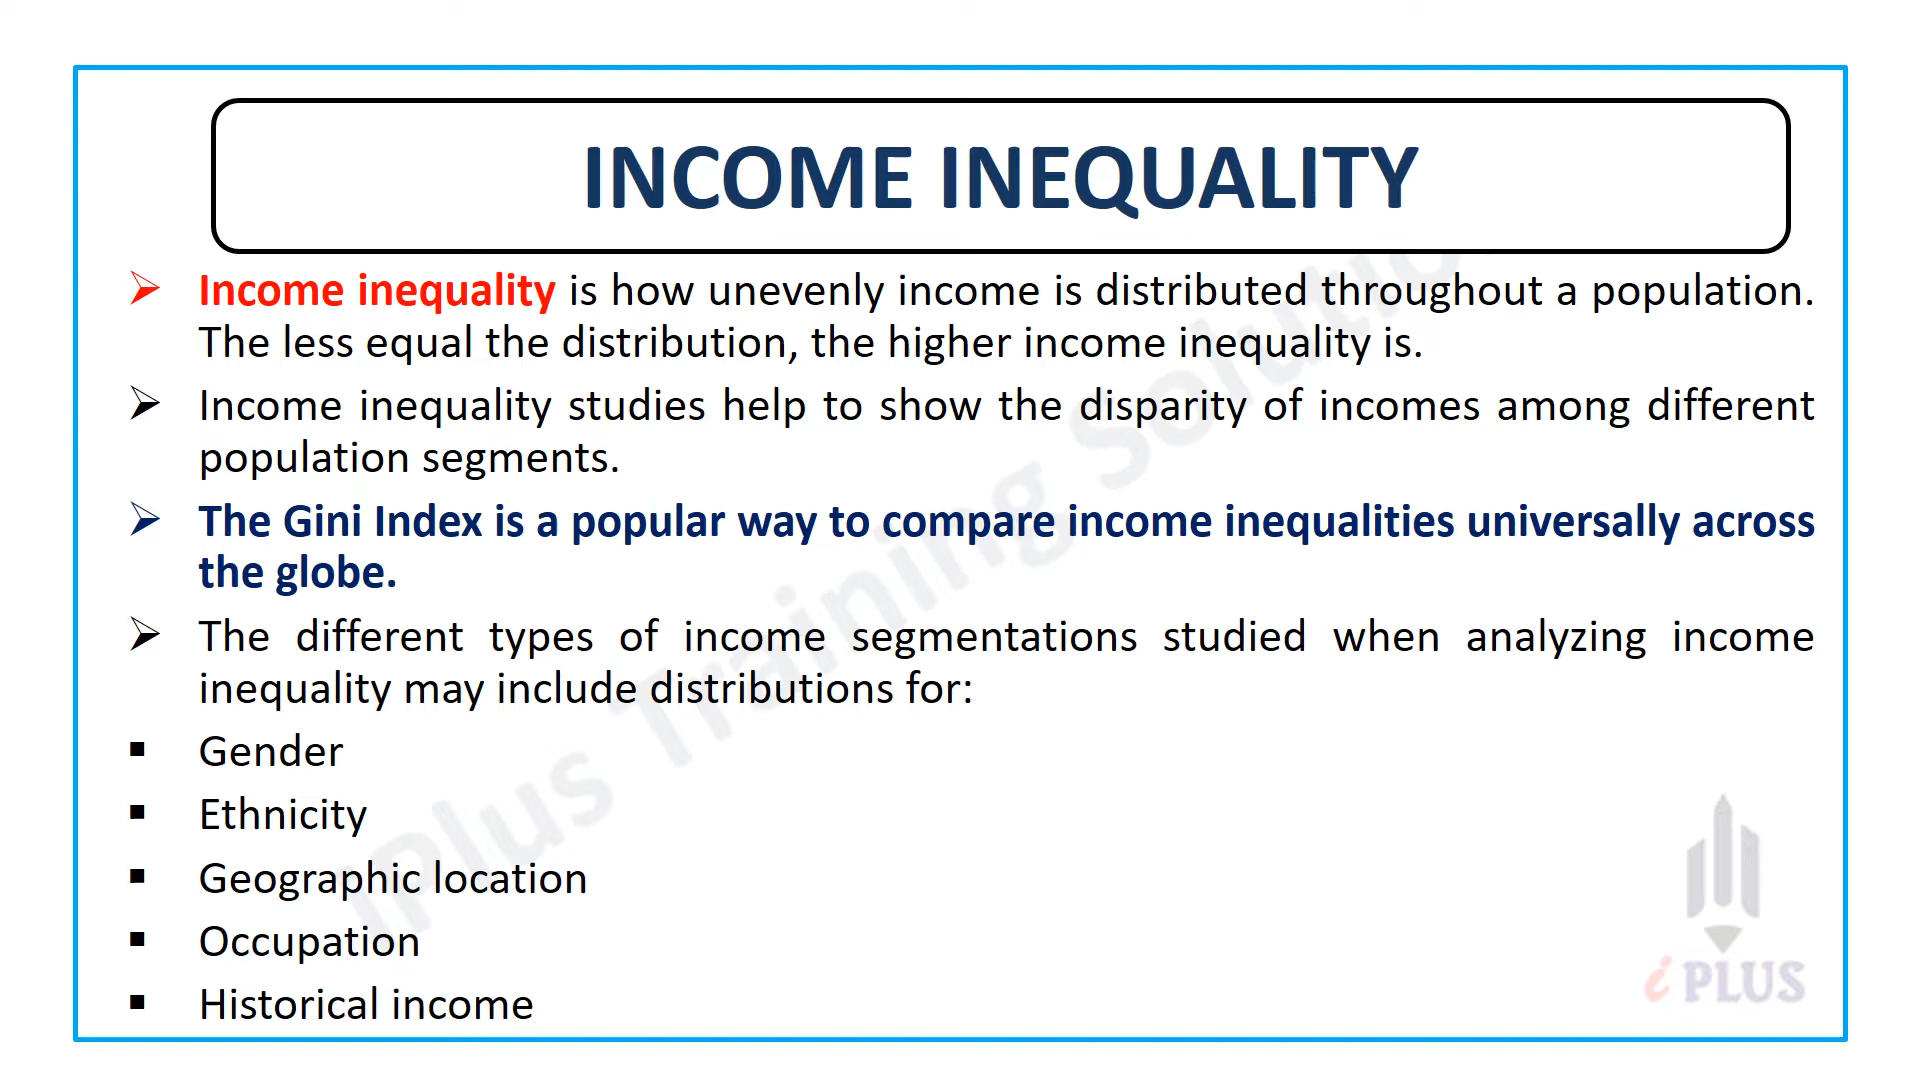 INCOME INEQUALITY
➢ Income inequality is how unevenly income is distributed throughout a population.
The less equal the distribution, the higher income inequality is.
➢ Income inequality studies help to show the disparity of incomes among different
population segments.
➢ The Gini Index is a popular way to compare income inequalities universally across
the globe.
➢ The different types of income segmentations studied when analyzing income
inequality may include distributions for:
▪ Gender
▪ Ethnicity
▪ Geographic location
▪ Occupation
▪ Historical income
iPlus Training Solutio
i PLUS